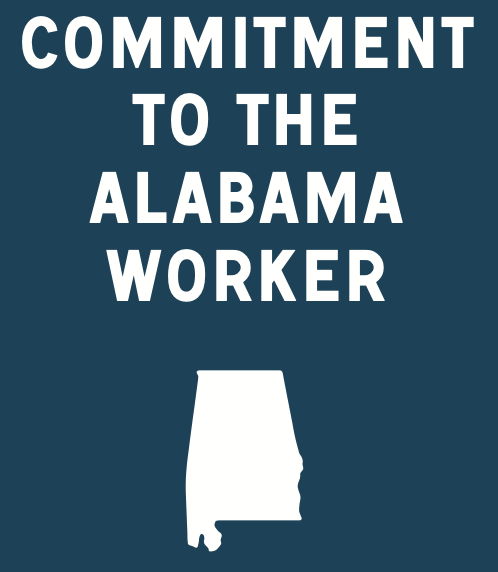 COMMITMENT
TO THE
ALABAMA
WORKER